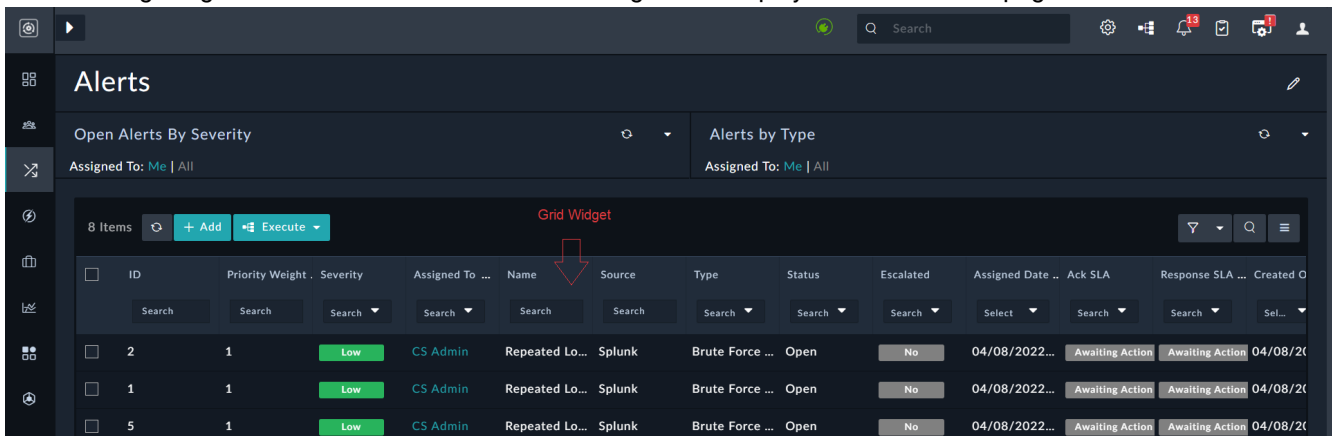 13
!
Search
Alerts
Open Alerts By Severity
Alerts by Type
Assigned To: Me | All
Assigned To: Me | All
Grid Widget
8 Items + Add Execute
ID Priority Weight . Severity Assigned To ... Name Source Type Status Escalated Assigned Date .. Ack SLA Response SLA ... Created O
Search Search Search Search Search Search Search Search Search Select Search Search Sel...
2 1 Low CS Admin Repeated Lo... Splunk Brute Force ... Open No 04/08/2022... Awaiting Action Awaiting Action 04/08/20
1 1 Low CS Admin Repeated Lo... Splunk Brute Force ... Open No 04/08/2022... Awaiting Action Awaiting Action 04/08/20
5 1 Low CS Admin Repeated Lo... Splunk Brute Force ... Open No 04/08/2022... Awaiting Action Awaiting Action 04/08/20